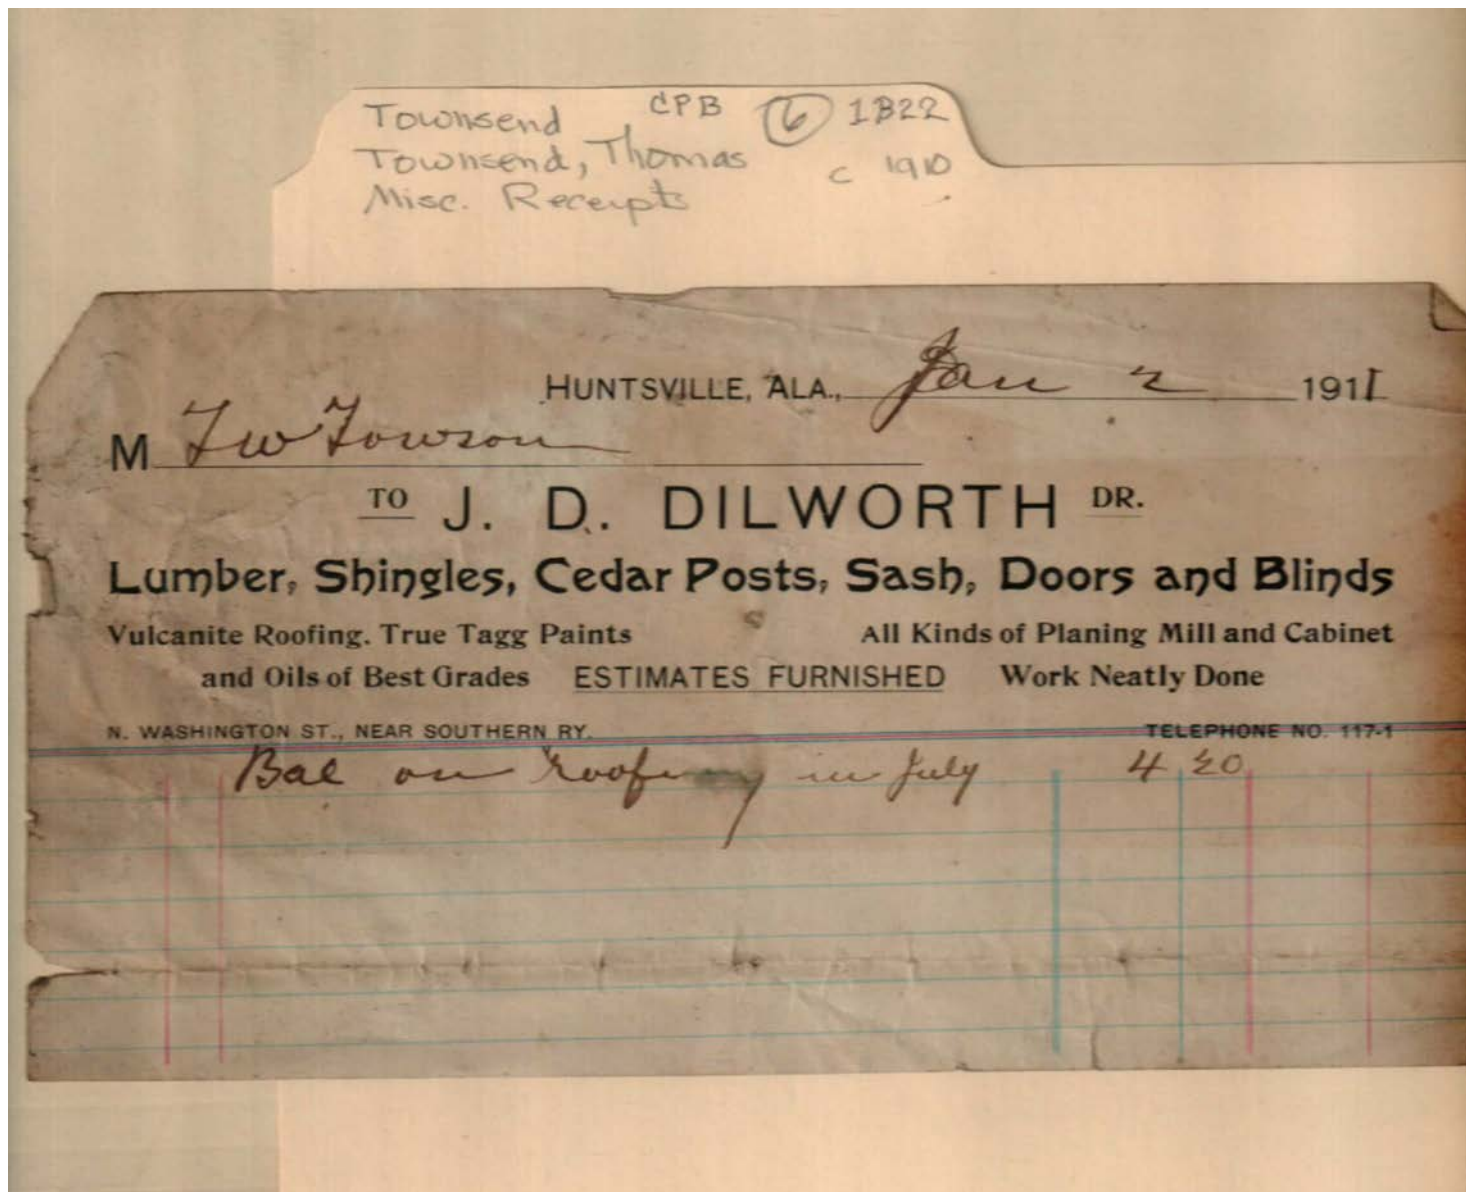 Townsend CPB 6 1B22
Townsend, Thomas c 1910
Misc. Receipts
HUNTSVILLE, ALA., Jan 2 1911
M T W Towson
TO J. D. DILWORTH DR.
Lumber, Shingles, Cedar Posts, Sash, Doors and Blinds
Vulcanite Roofing. True Tagg Paints All Kinds of Planing Mill and Cabinet
and Oils of Best Grades ESTIMATES FURNISHED Work Neatly Done
N. WASHINGTON ST., NEAR SOUTHERN RY. TELEPHONE NO. 117-1
Bal on roofing in July 4 20